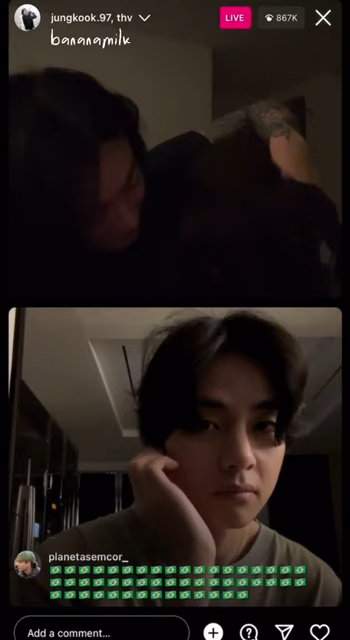 jungkook.97, thv
LIVE
867K
bananamilk
planetasemcor_
🇧🇷🇧🇷🇧🇷🇧🇷🇧🇷🇧🇷🇧🇷🇧🇷🇧🇷🇧🇷🇧🇷🇧🇷🇧🇷🇧🇷🇧🇷🇧🇷🇧🇷🇧🇷
🇧🇷🇧🇷🇧🇷🇧🇷🇧🇷🇧🇷🇧🇷🇧🇷🇧🇷🇧🇷🇧🇷🇧🇷🇧🇷🇧🇷🇧🇷🇧🇷🇧🇷🇧🇷
🇧🇷🇧🇷🇧🇷🇧🇷🇧🇷🇧🇷🇧🇷🇧🇷🇧🇷🇧🇷🇧🇷🇧🇷🇧🇷🇧🇷
Add a comment...